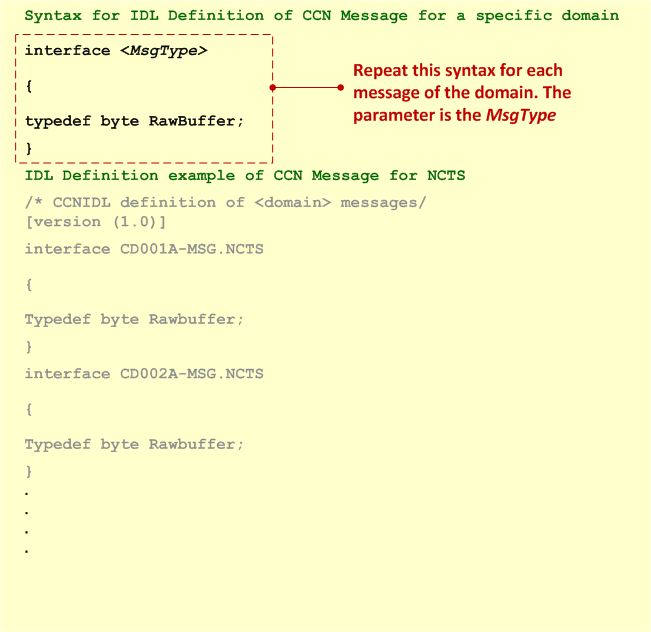 Syntax for IDL Definition of CCN Message for a specific domain
interface <MsgType>
{
typedef byte RawBuffer;
}
Repeat this syntax for each
message of the domain. The
parameter is the MsgType
IDL Definition example of CCN Message for NCTS
/* CCNIDL definition of <domain> messages/
[version (1.0)]
interface CD001A-MSG.NCTS
{
Typedef byte Rawbuffer;
}
interface CD002A-MSG.NCTS
{
Typedef byte Rawbuffer;
}
.
.
.
.